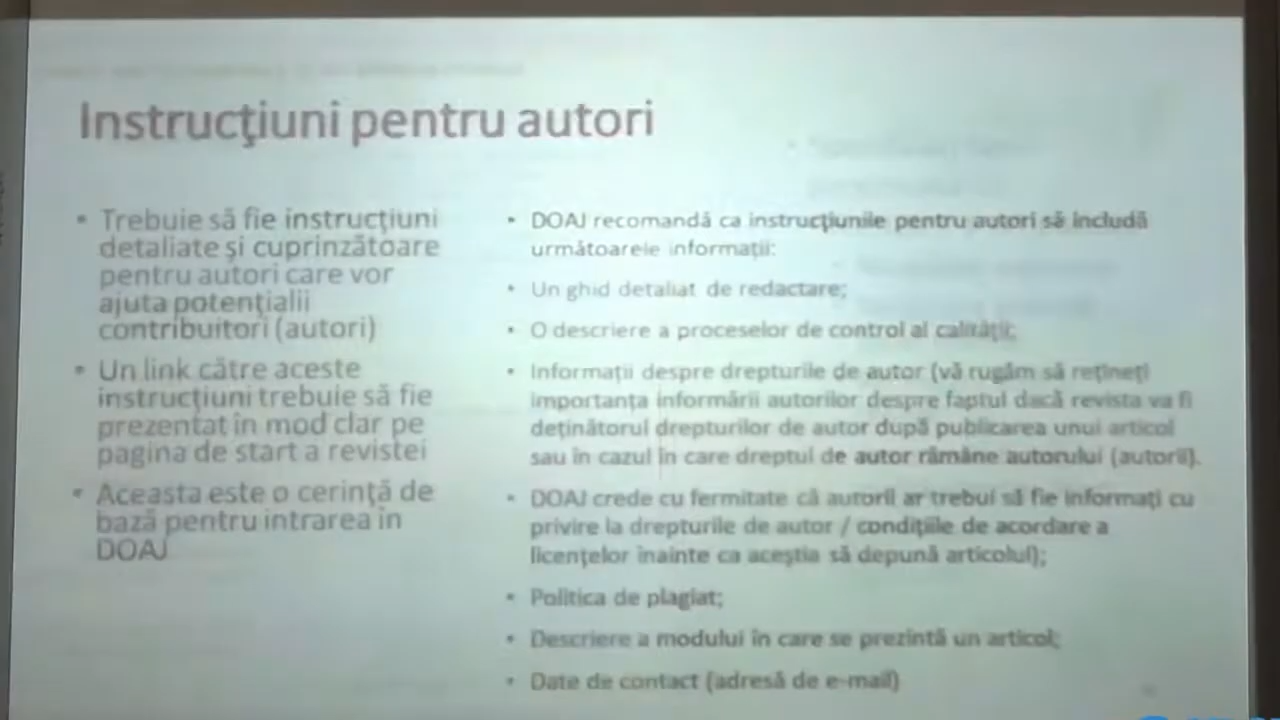 Instrucţiuni pentru autori
• Trebuie să fie instrucţiuni
detaliate şi cuprinzătoare
pentru autori care vor
ajuta potenţialii
contribuitori (autori)
• Un link către aceste
instrucţiuni trebuie să fie
prezentat în mod clar pe
pagina de start a revistei
• Aceasta este o cerinţă de
bază pentru intrarea în
DOAJ
• DOAJ recomandă ca instrucţiunile pentru autori să includă
următoarele informaţii:
• Un ghid detaliat de redactare;
• O descriere a proceselor de control al calităţii;
• Informaţii despre drepturile de autor (vă rugăm să reţineţi
importanţa informării autorilor despre faptul dacă revista va fi
deţinătorul drepturilor de autor după publicarea unui articol
sau în cazul în care dreptul de autor rămâne autorului (autorii).
• DOAJ crede cu fermitate că autorii ar trebui să fie informaţi cu
privire la drepturile de autor / condiţiile de acordare a
licenţelor înainte ca aceştia să depună articolul);
• Politica de plagiat;
• Descriere a modului în care se prezintă un articol;
• Date de contact (adresă de e-mail)